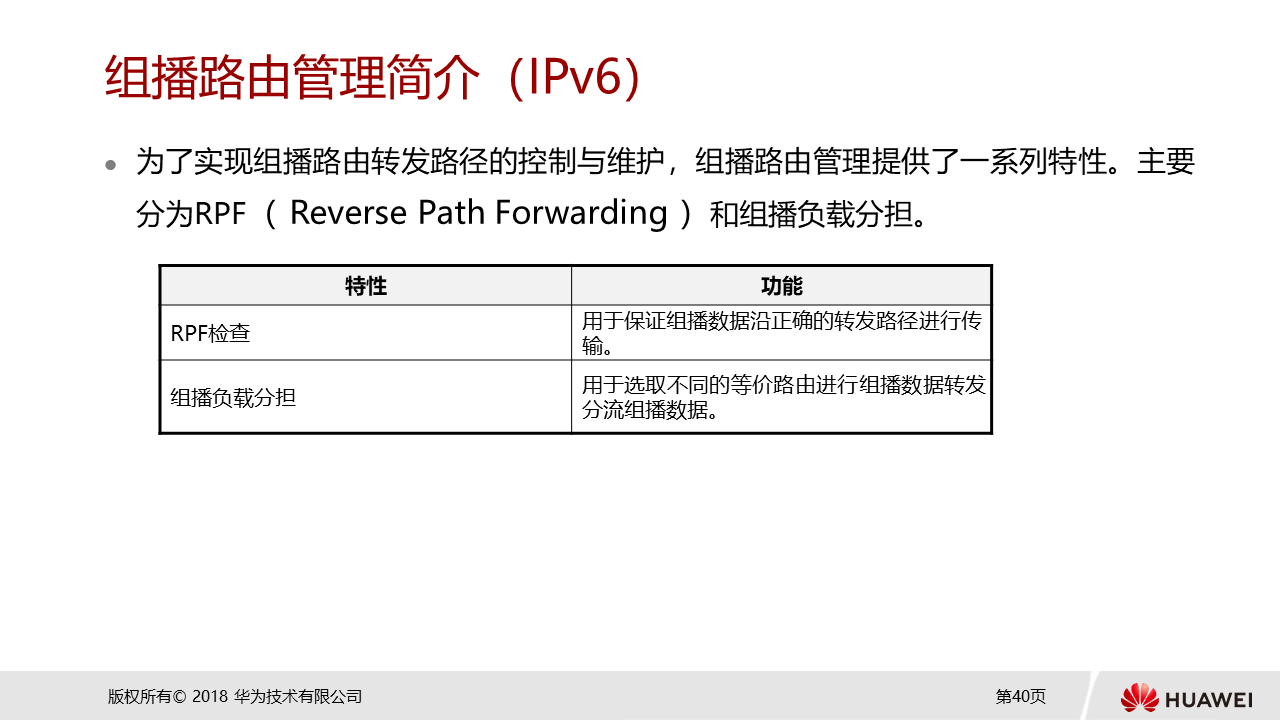 组播路由管理简介（IPv6）
● 为了实现组播路由转发路径的控制与维护，组播路由管理提供了一系列特性。主要
分为RPF（ Reverse Path Forwarding ）和组播负载分担。
特性 功能
RPF检查 用于保证组播数据沿正确的转发路径进行传
输。
组播负载分担 用于选取不同的等价路由进行组播数据转发
分流组播数据。
版权所有© 2018 华为技术有限公司 第40页 HUAWEI